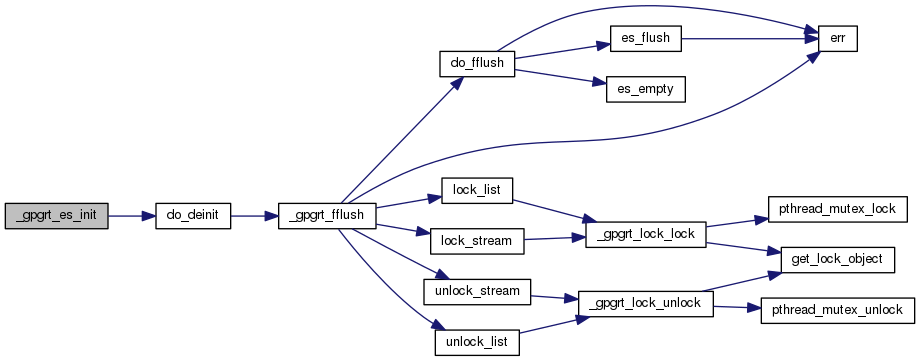 _gpgrt_es_init
do_deinit
_gpgrt_fflush
do_fflush
es_flush
err
es_empty
lock_list
lock_stream
_gpgrt_lock_lock
pthread_mutex_lock
get_lock_object
unlock_stream
_gpgrt_lock_unlock
pthread_mutex_unlock
unlock_list